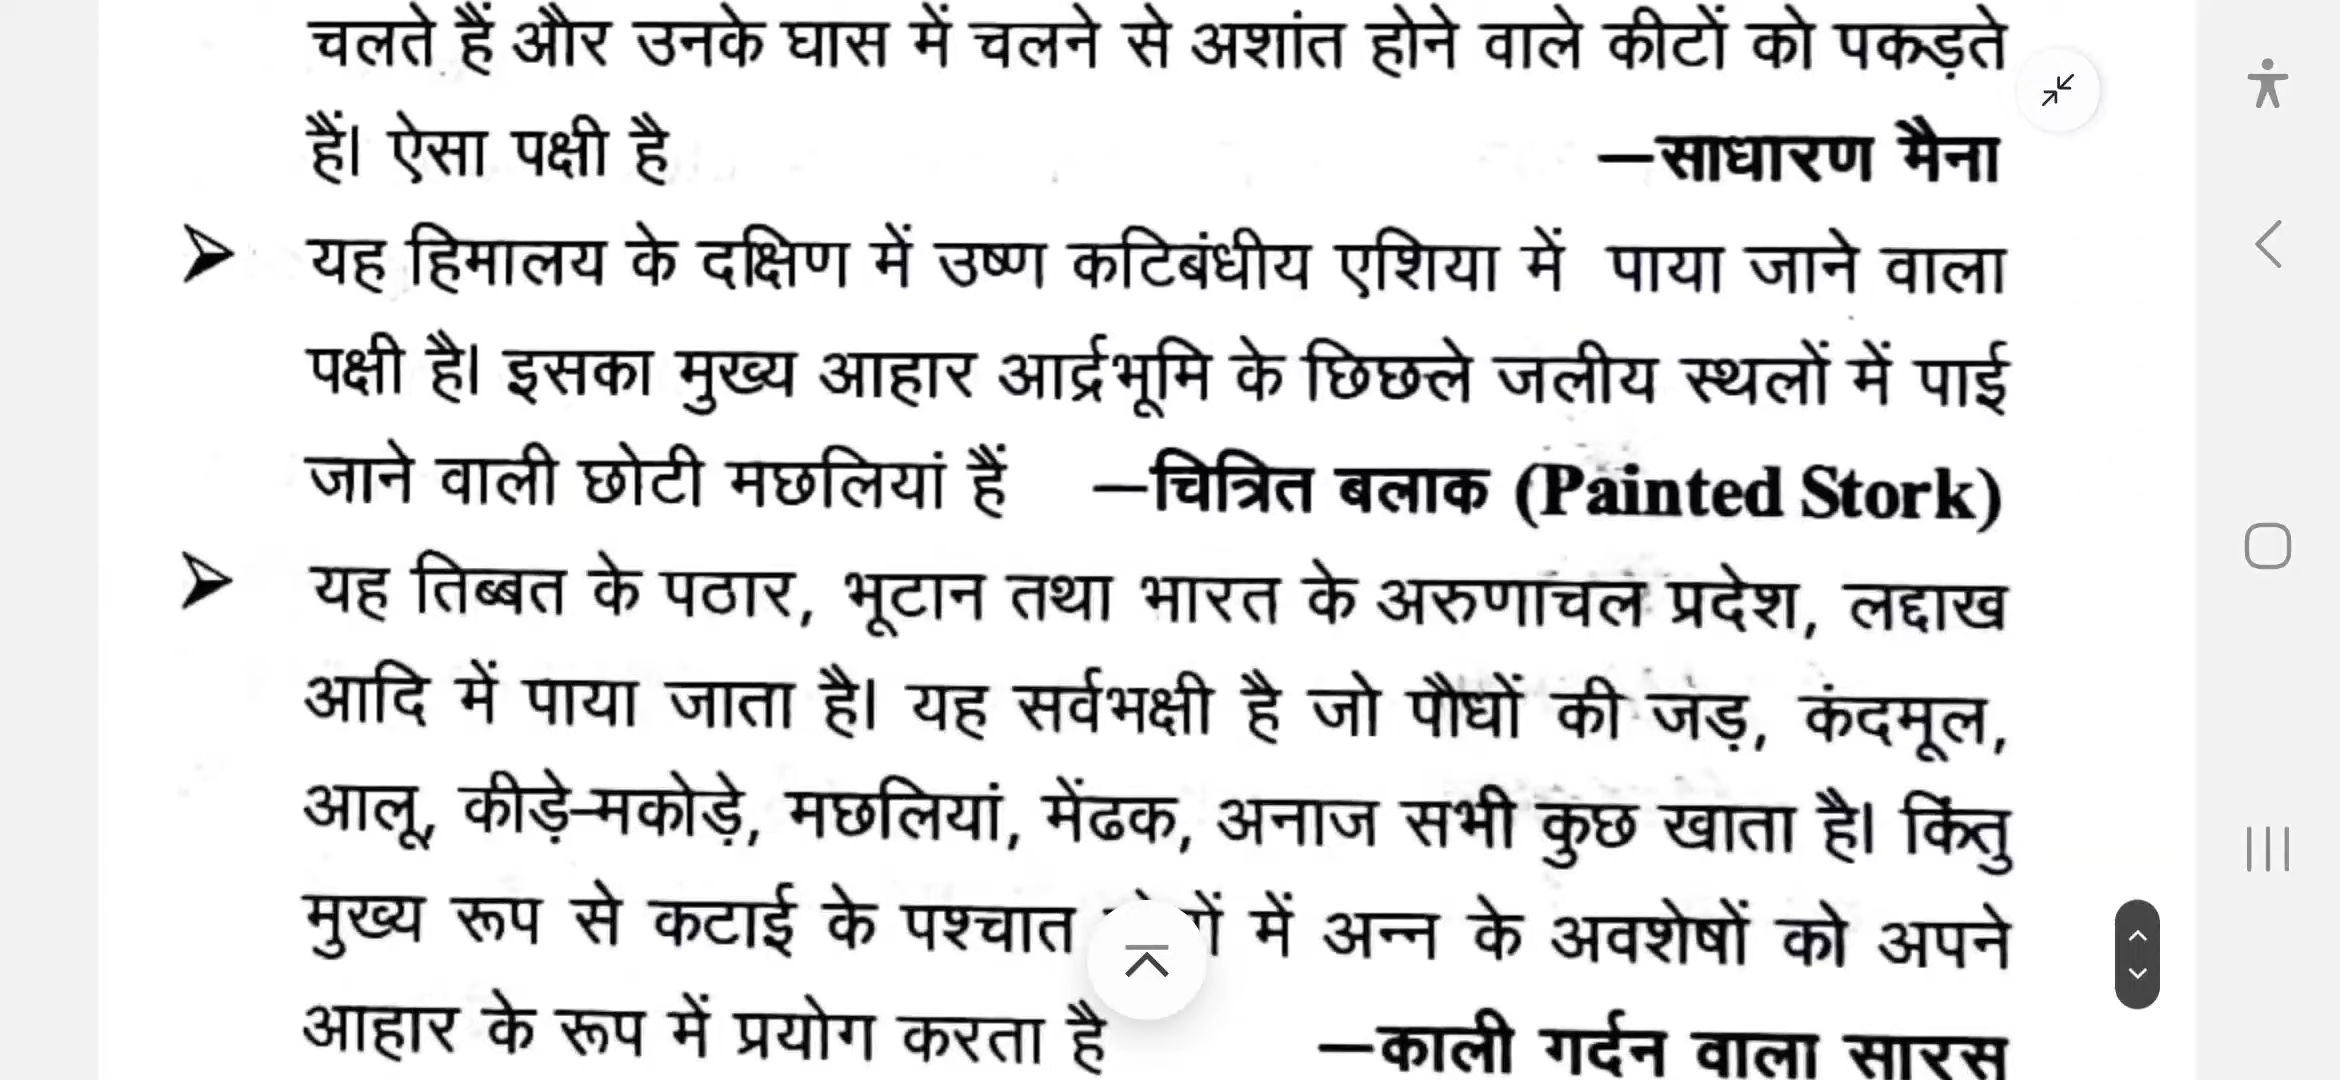 चलते हैं और उनके घास में चलने से अशांत होने वाले कीटों को पकड़ते
हैं। ऐसा पक्षी है —साधारण मैना
➢ यह हिमालय के दक्षिण में उष्ण कटिबंधीय एशिया में पाया जाने वाला
पक्षी है। इसका मुख्य आहार आर्द्रभूमि के छिछले जलीय स्थलों में पाई
जाने वाली छोटी मछलियां हैं —चित्रित बलाक (Painted Stork)
➢ यह तिब्बत के पठार, भूटान तथा भारत के अरुणाचल प्रदेश, लद्दाख
आदि में पाया जाता है। यह सर्वभक्षी है जो पौधों की जड़, कंदमूल,
आलू, कीड़े-मकोड़े, मछलियां, मेंढक, अनाज सभी कुछ खाता है। किंतु
मुख्य रूप से कटाई के पश्चात में अन्न के अवशेषों को अपने
आहार के रूप में प्रयोग करता है —काली गर्दन वाला सारस